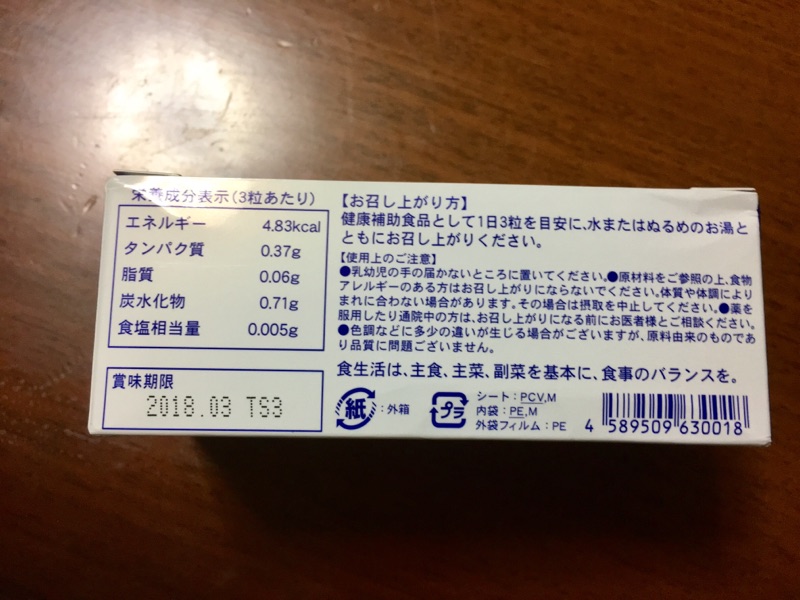 栄養成分表示(3粒あたり)
エネルギー 4.83kcal
タンパク質 0.37g
脂質 0.06g
炭水化物 0.71g
食塩相当量 0.005g
賞味期限
2018.03 TS3
【お召し上がり方】
健康補助食品として1日3粒を目安に、水またはぬるめのお湯と
ともにお召し上がりください。
【使用上のご注意】
●乳幼児の手の届かないところに置いてください。●原材料をご参照の上、食物
アレルギーのある方はお召し上がりにならないでください。体質や体調により
まれに合わない場合があります。その場合は摂取を中止してください。●薬を
服用したり通院中の方は、お召し上がりになる前にお医者様とご相談ください。
●色調などに多少の違いが生じる場合がございますが、原料由来のものであ
り品質に問題ございません。
食生活は、主食、主菜、副菜を基本に、食事のバランスを。
紙:外箱
プラ
シート:PCV,M
内袋:PE,M
外袋フィルム:PE
4 589509 630018